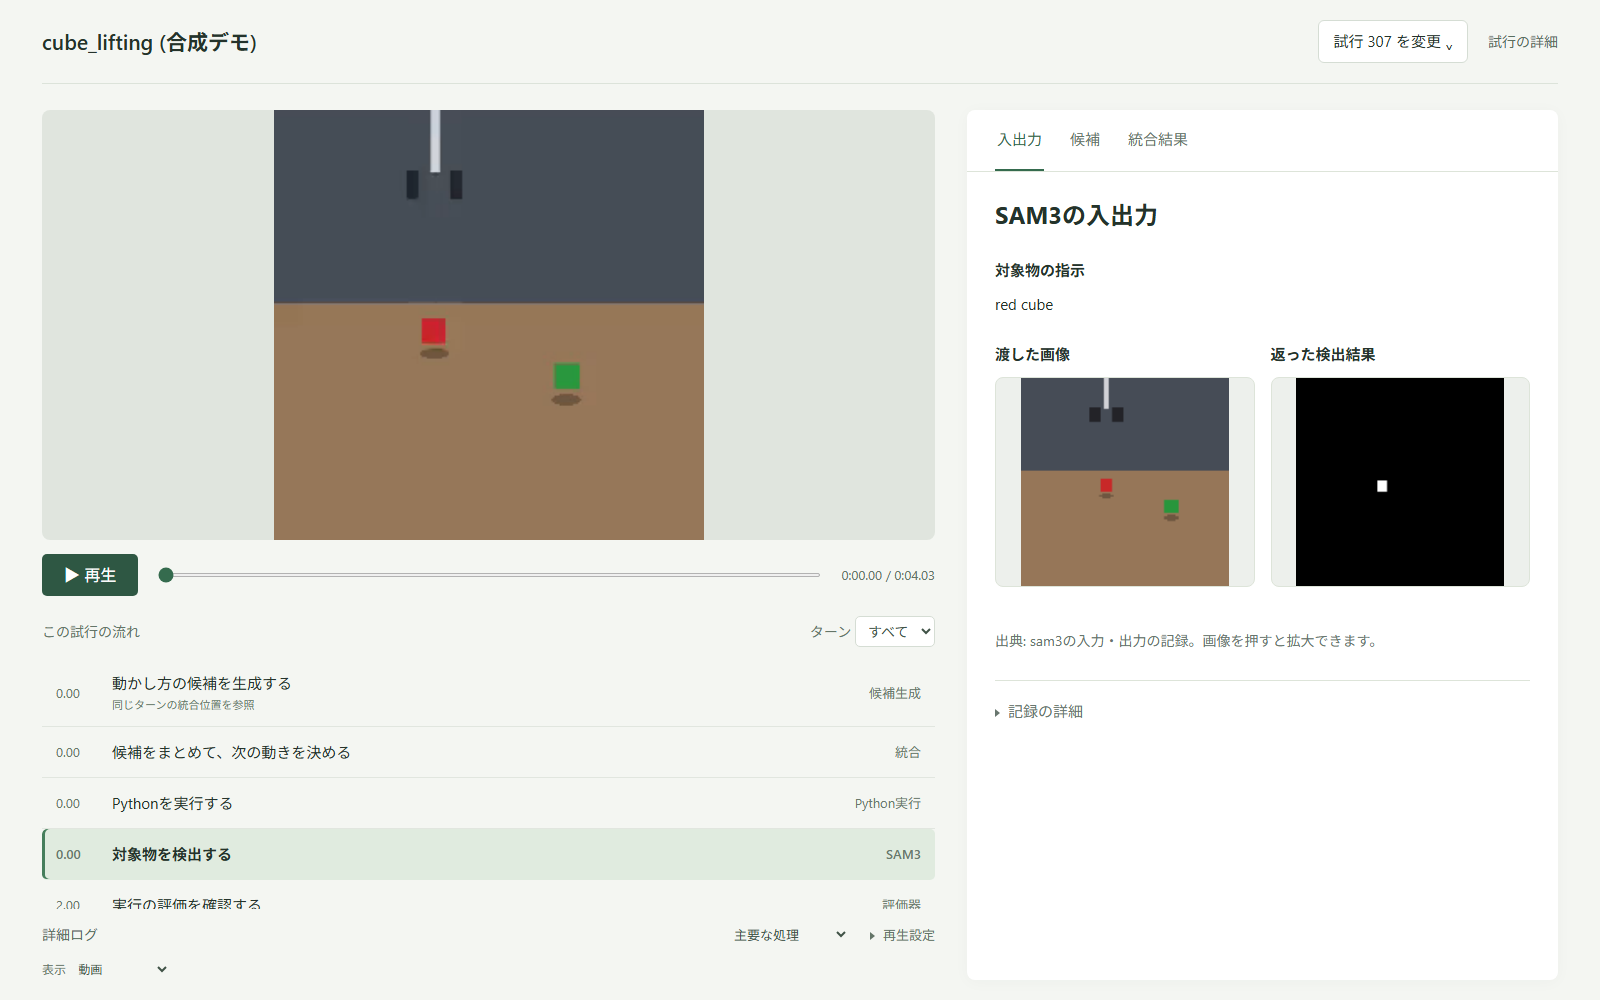 cube_lifting (合成デモ)
試行 307 を変更
試行の詳細
▶ 再生
0:00.00 / 0:04.03
この試行の流れ
ターン
すべて
0.00
動かし方の候補を生成する
同じターンの統合位置を参照
候補生成
0.00
候補をまとめて、次の動きを決める
統合
0.00
Pythonを実行する
Python実行
0.00
対象物を検出する
SAM3
2.00
実行の評価を確認する
評価器
詳細ログ
主要な処理
再生設定
表示
動画
入出力
候補
統合結果
SAM3の入出力
対象物の指示
red cube
渡した画像
返った検出結果
出典: sam3の入力・出力の記録。画像を押すと拡大できます。
記録の詳細